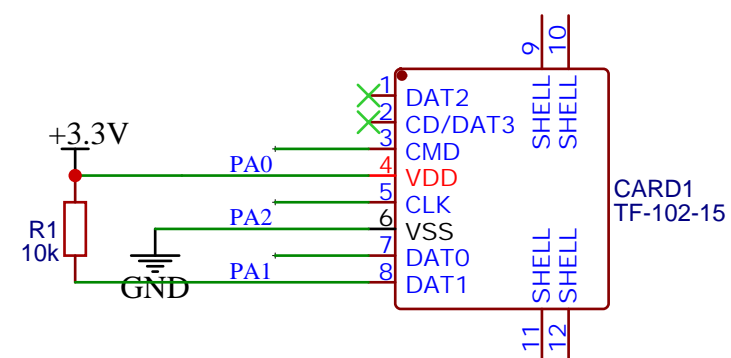 9
10
SHELL
SHELL
1
DAT2
2
CD/DAT3
+3.3V
3
CMD
PA0
4
VDD
5
CLK
CARD1
TF-102-15
R1
10k
PA2
6
VSS
7
DAT0
GND
PA1
8
DAT1
SHELL
SHELL
11
12